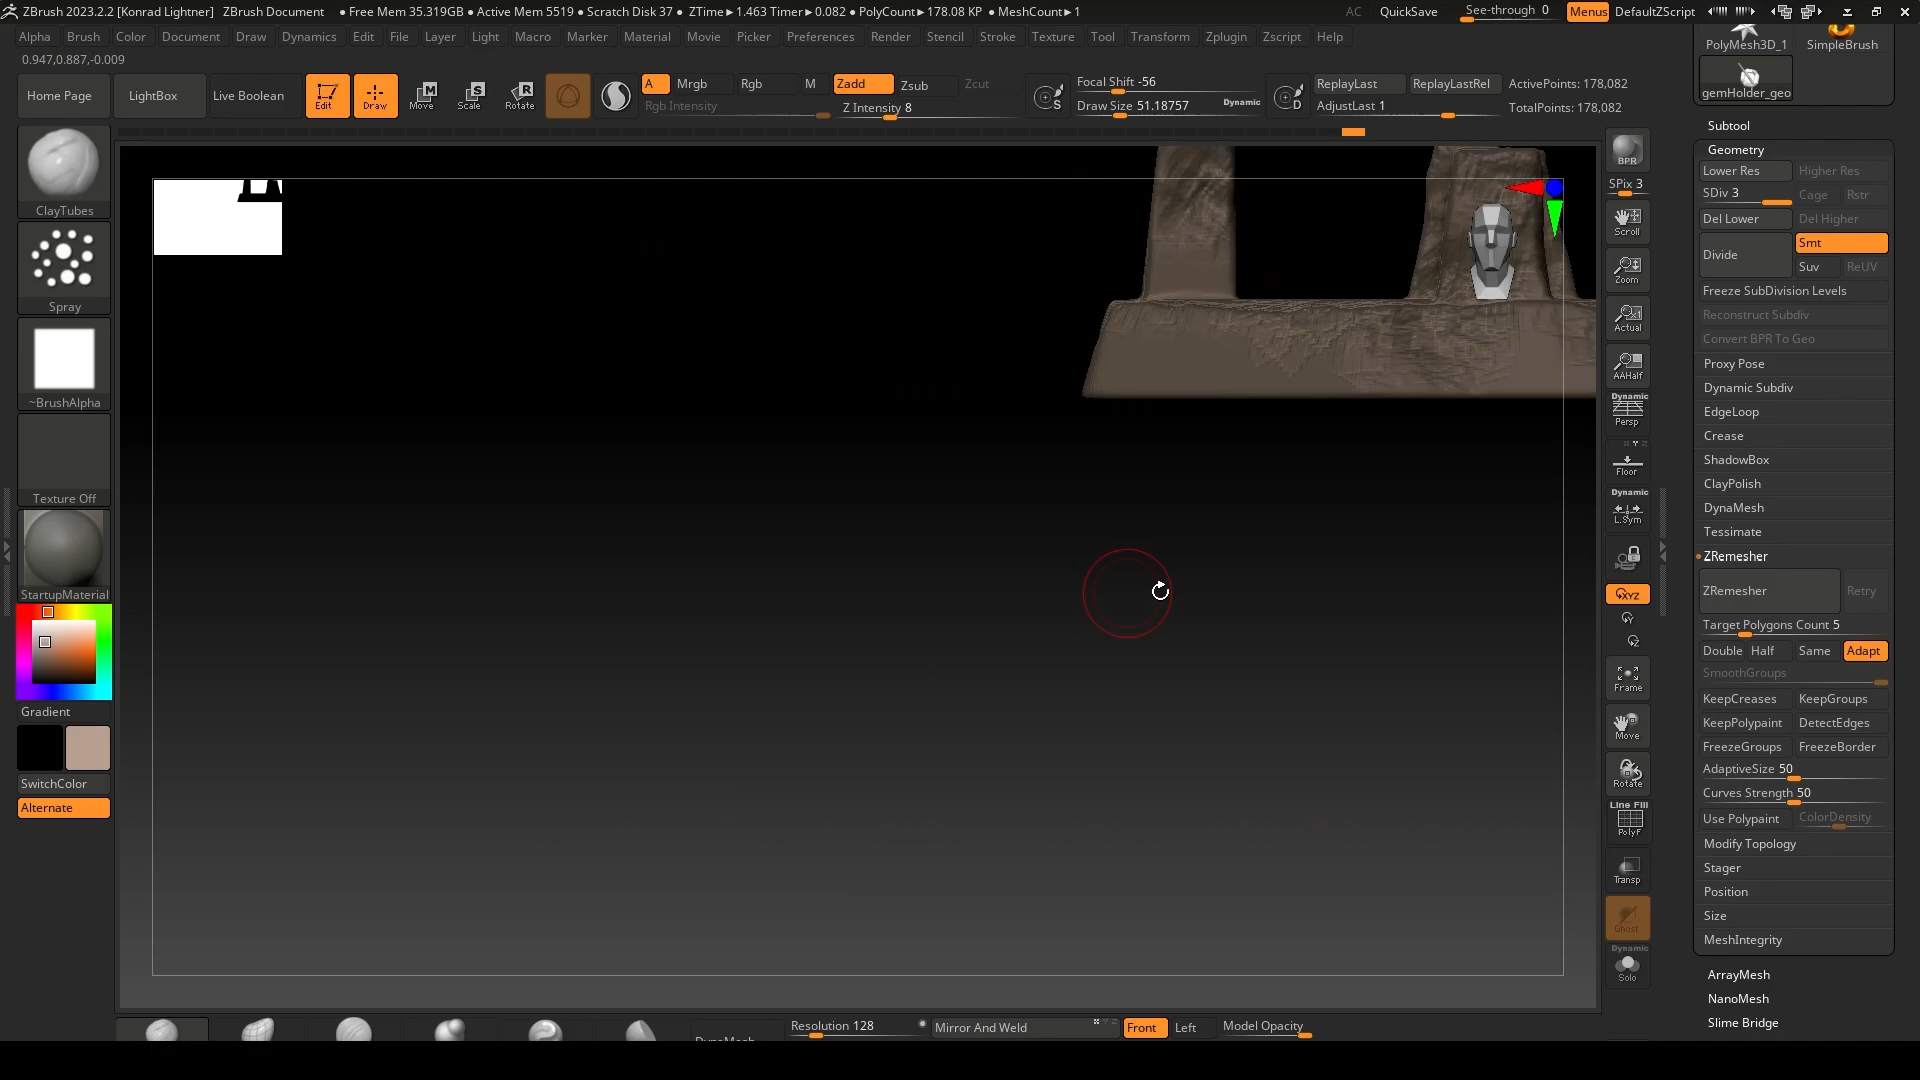 ZBrush 2023.2.2 [Konrad Lightner] ZBrush Document ● Free Mem 35.319GB ● Active Mem 5519 ● Scratch Disk 37 ● ZTime►1.463 Timer►0.082 ● PolyCount►178.08 KP ● MeshCount►1 AC QuickSave See-through 0 Menus DefaultZScript
Alpha Brush Color Document Draw Dynamics Edit File Layer Light Macro Marker Material Movie Picker Preferences Render Stencil Stroke Texture Tool Transform Zplugin Zscript Help
0.947,0.887,-0.009
Home Page LightBox Live Boolean Edit Draw Move Scale Rotate A Mrgb Rgb M Zadd Zsub Zcut
Rgb Intensity Z Intensity 8
S Focal Shift -56
Draw Size 51.18757 Dynamic
D ReplayLast ReplayLastRel ActivePoints: 178,082
AdjustLast 1 TotalPoints: 178,082
ClayTubes
Spray
~BrushAlpha
Texture Off
StartupMaterial
Gradient
SwitchColor
Alternate
BPR
SPix 3
Scroll
Zoom
Actual
AAHalf
Dynamic
Persp
Floor
Dynamic
L.Sym
XYZ
Y
Z
Frame
Move
Rotate
Line Fill
PolyF
Transp
Ghost
Dynamic
Solo
PolyMesh3D_1 SimpleBrush
gemHolder_geo
Subtool
Geometry
Lower Res Higher Res
SDiv 3 Cage Rstr
Del Lower Del Higher
Divide Smt
Suv ReUV
Freeze SubDivision Levels
Reconstruct Subdiv
Convert BPR To Geo
Proxy Pose
Dynamic Subdiv
EdgeLoop
Crease
ShadowBox
ClayPolish
DynaMesh
Tessimate
ZRemesher
ZRemesher Retry
Target Polygons Count 5
Double Half Same Adapt
SmoothGroups
KeepCreases KeepGroups
KeepPolypaint DetectEdges
FreezeGroups FreezeBorder
AdaptiveSize 50
Curves Strength 50
Use Polypaint ColorDensity
Modify Topology
Stager
Position
Size
MeshIntegrity
ArrayMesh
NanoMesh
Slime Bridge
Resolution 128 Mirror And Weld Front Left Model Opacity